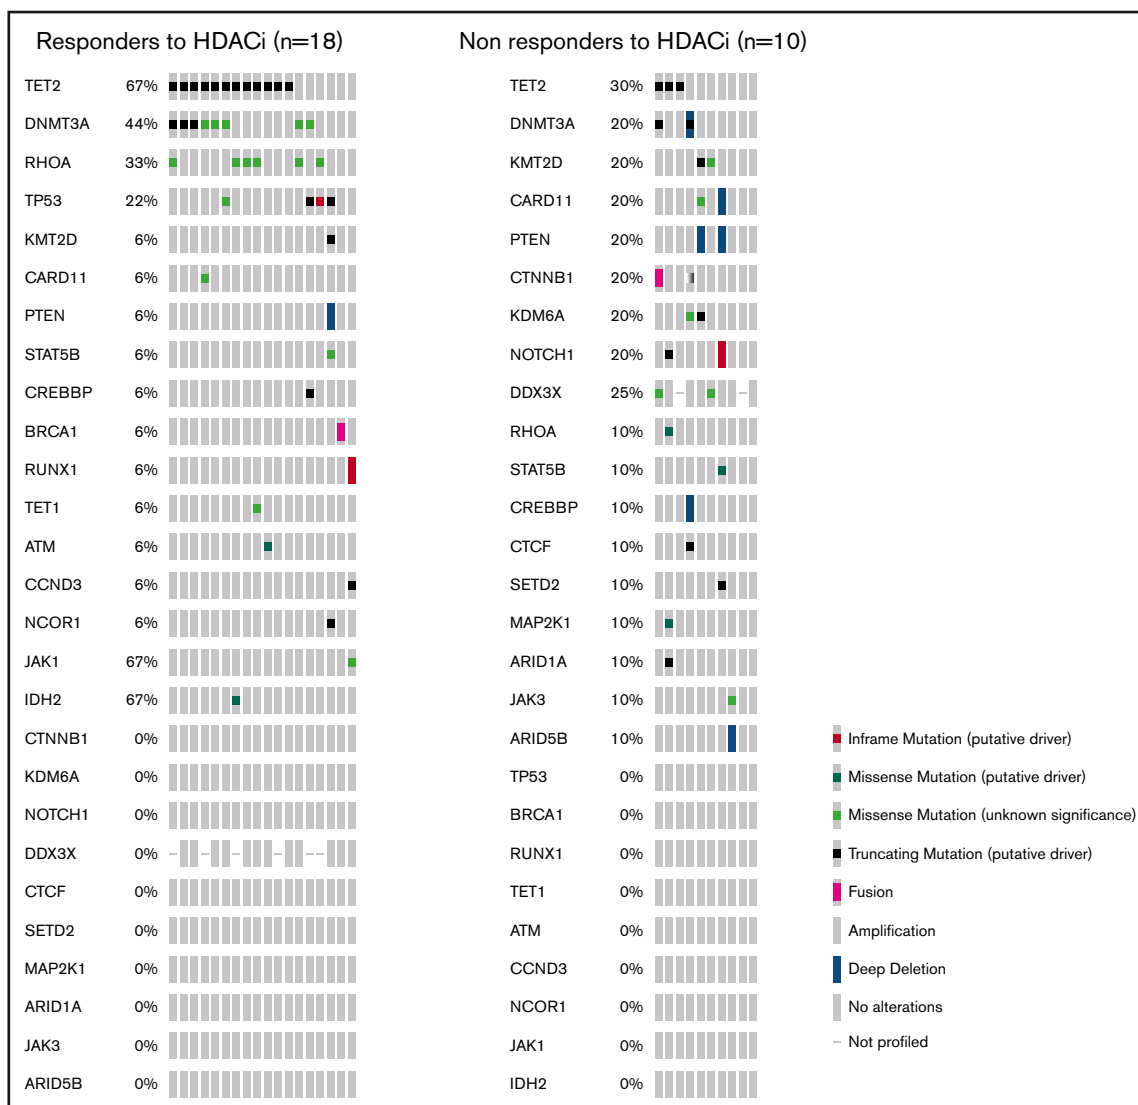 Responders to HDACi (n=18)
TET2 67%
DNMT3A 44%
RHOA 33%
TP53 22%
KMT2D 6%
CARD11 6%
PTEN 6%
STAT5B 6%
CREBBP 6%
BRCA1 6%
RUNX1 6%
TET1 6%
ATM 6%
CCND3 6%
NCOR1 6%
JAK1 67%
IDH2 67%
CTNNB1 0%
KDM6A 0%
NOTCH1 0%
DDX3X 0%
CTCF 0%
SETD2 0%
MAP2K1 0%
ARID1A 0%
JAK3 0%
ARID5B 0%
Non responders to HDACi (n=10)
TET2 30%
DNMT3A 20%
KMT2D 20%
CARD11 20%
PTEN 20%
CTNNB1 20%
KDM6A 20%
NOTCH1 20%
DDX3X 25%
RHOA 10%
STAT5B 10%
CREBBP 10%
CTCF 10%
SETD2 10%
MAP2K1 10%
ARID1A 10%
JAK3 10%
ARID5B 10%
TP53 0%
BRCA1 0%
RUNX1 0%
TET1 0%
ATM 0%
CCND3 0%
NCOR1 0%
JAK1 0%
IDH2 0%
Inframe Mutation (putative driver)
Missense Mutation (putative driver)
Missense Mutation (unknown significance)
Truncating Mutation (putative driver)
Fusion
Amplification
Deep Deletion
No alterations
Not profiled